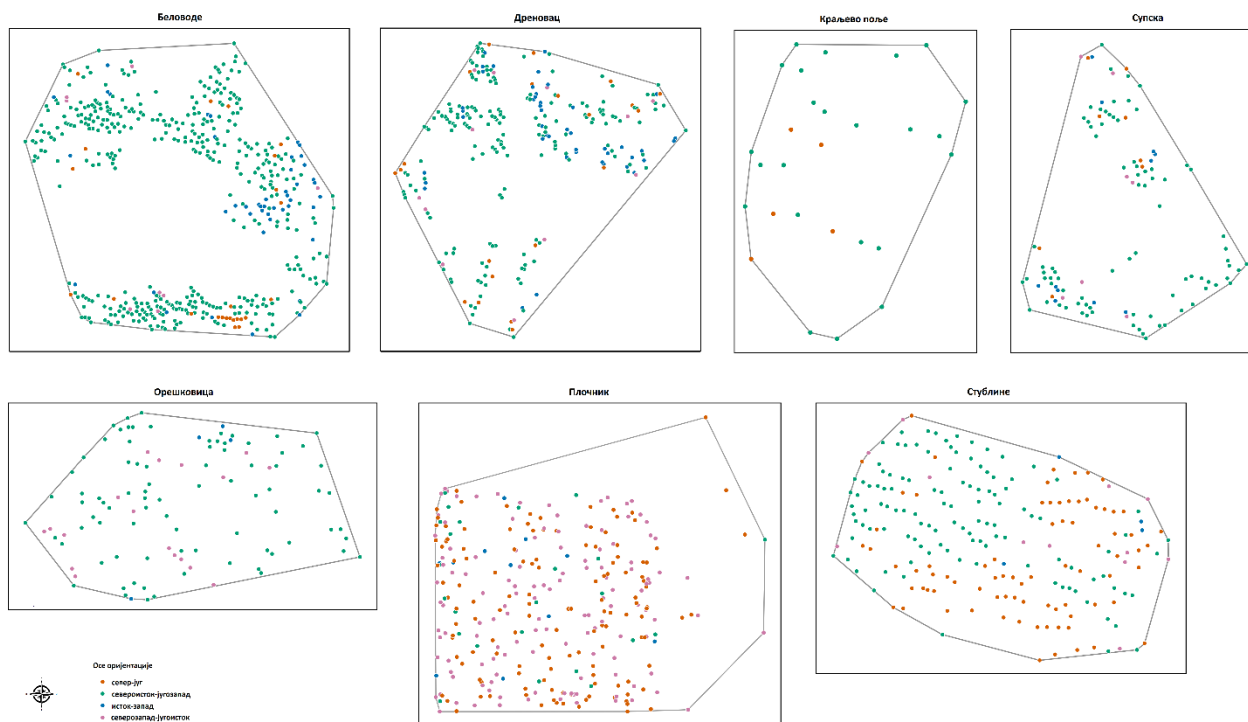 Беловоде
Дреновац
Краљево поље
Супска
Орешковица
Плочник
Стублине
Осе оријентације
север-југ
североисток-југозапад
исток-запад
северозапад-југоисток